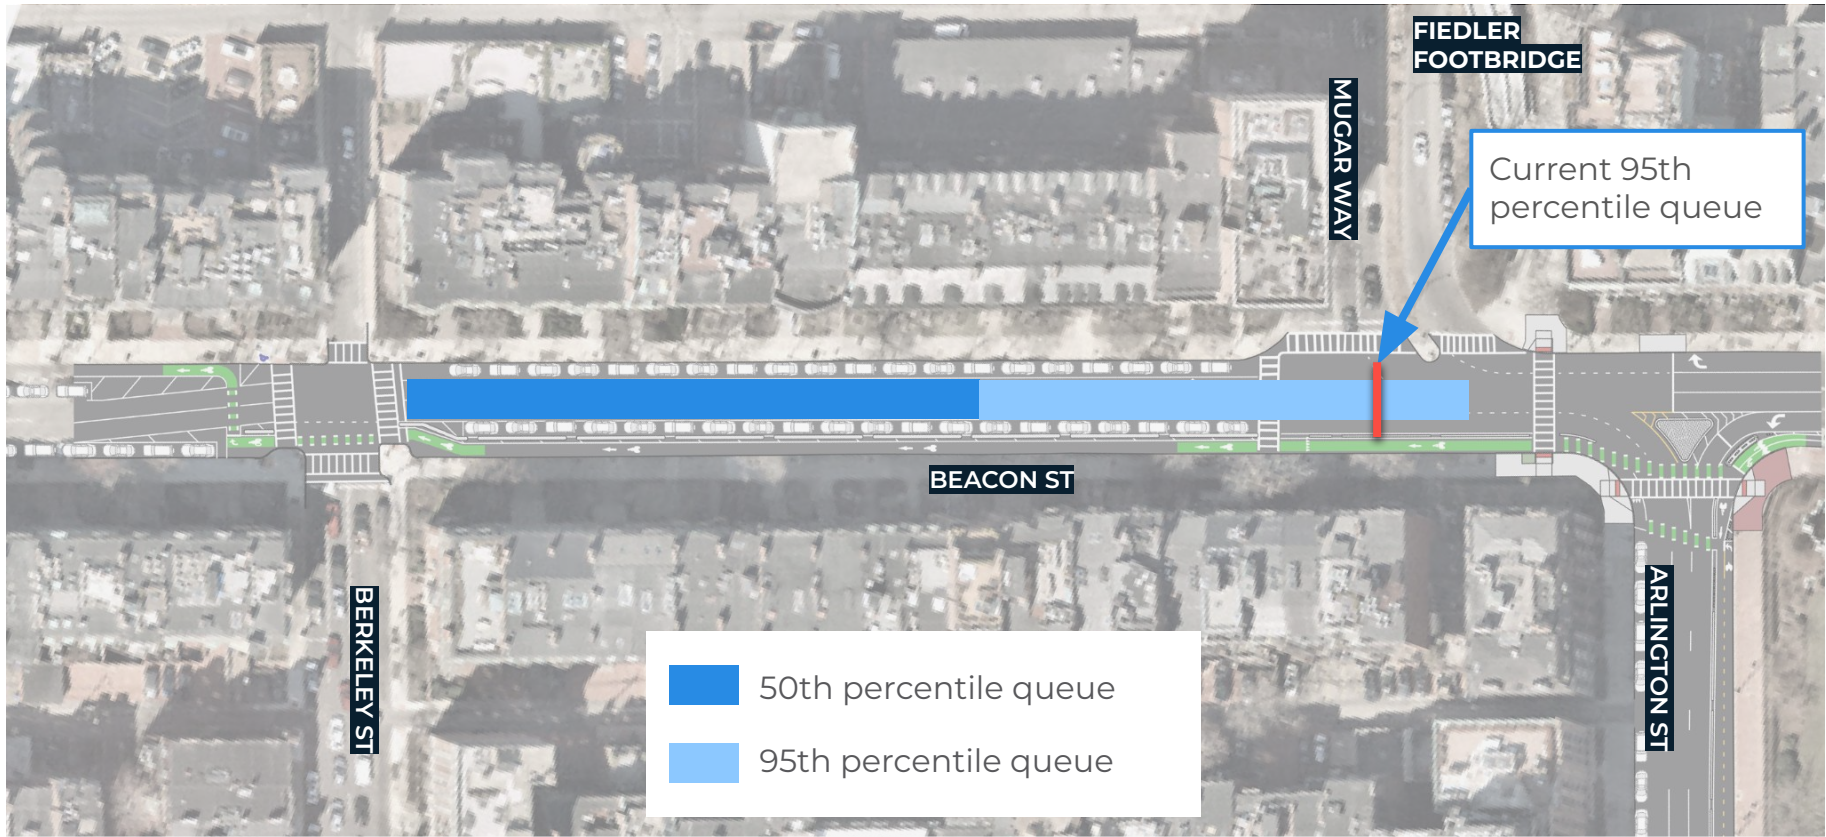 FIEDLER
FOOTBRIDGE
MUGAR WAY
Current 95th
percentile queue
BEACON ST
BERKELEY ST
ARLINGTON ST
50th percentile queue
95th percentile queue